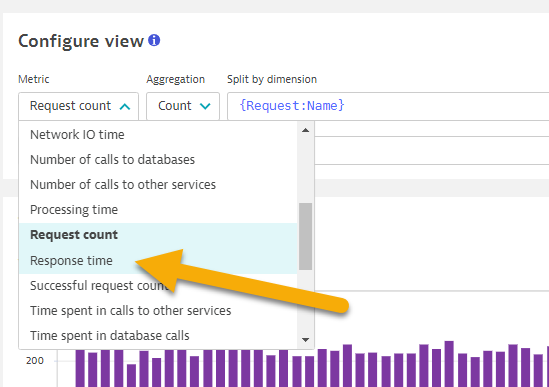 Configure view
Metric
Aggregation
Split by dimension
Request count
Count
{Request:Name}
Network IO time
Number of calls to databases
Number of calls to other services
Processing time
Request count
Response time
Successful request count
Time spent in calls to other services
Time spent in database calls
200